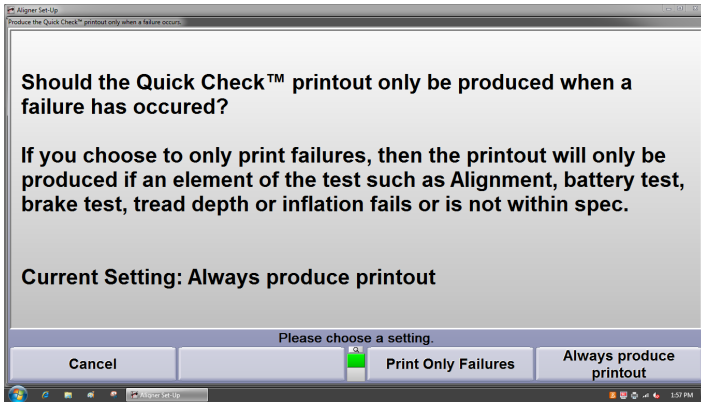 Aligner Set-Up
Produce the Quick Check™ printout only when a failure occurs.
Should the Quick Check™ printout only be produced when a
failure has occured?
If you choose to only print failures, then the printout will only be
produced if an element of the test such as Alignment, battery test,
brake test, tread depth or inflation fails or is not within spec.
Current Setting: Always produce printout
Please choose a setting.
Cancel
Print Only Failures
Always produce
printout
Aligner Set-Up
1:57 PM